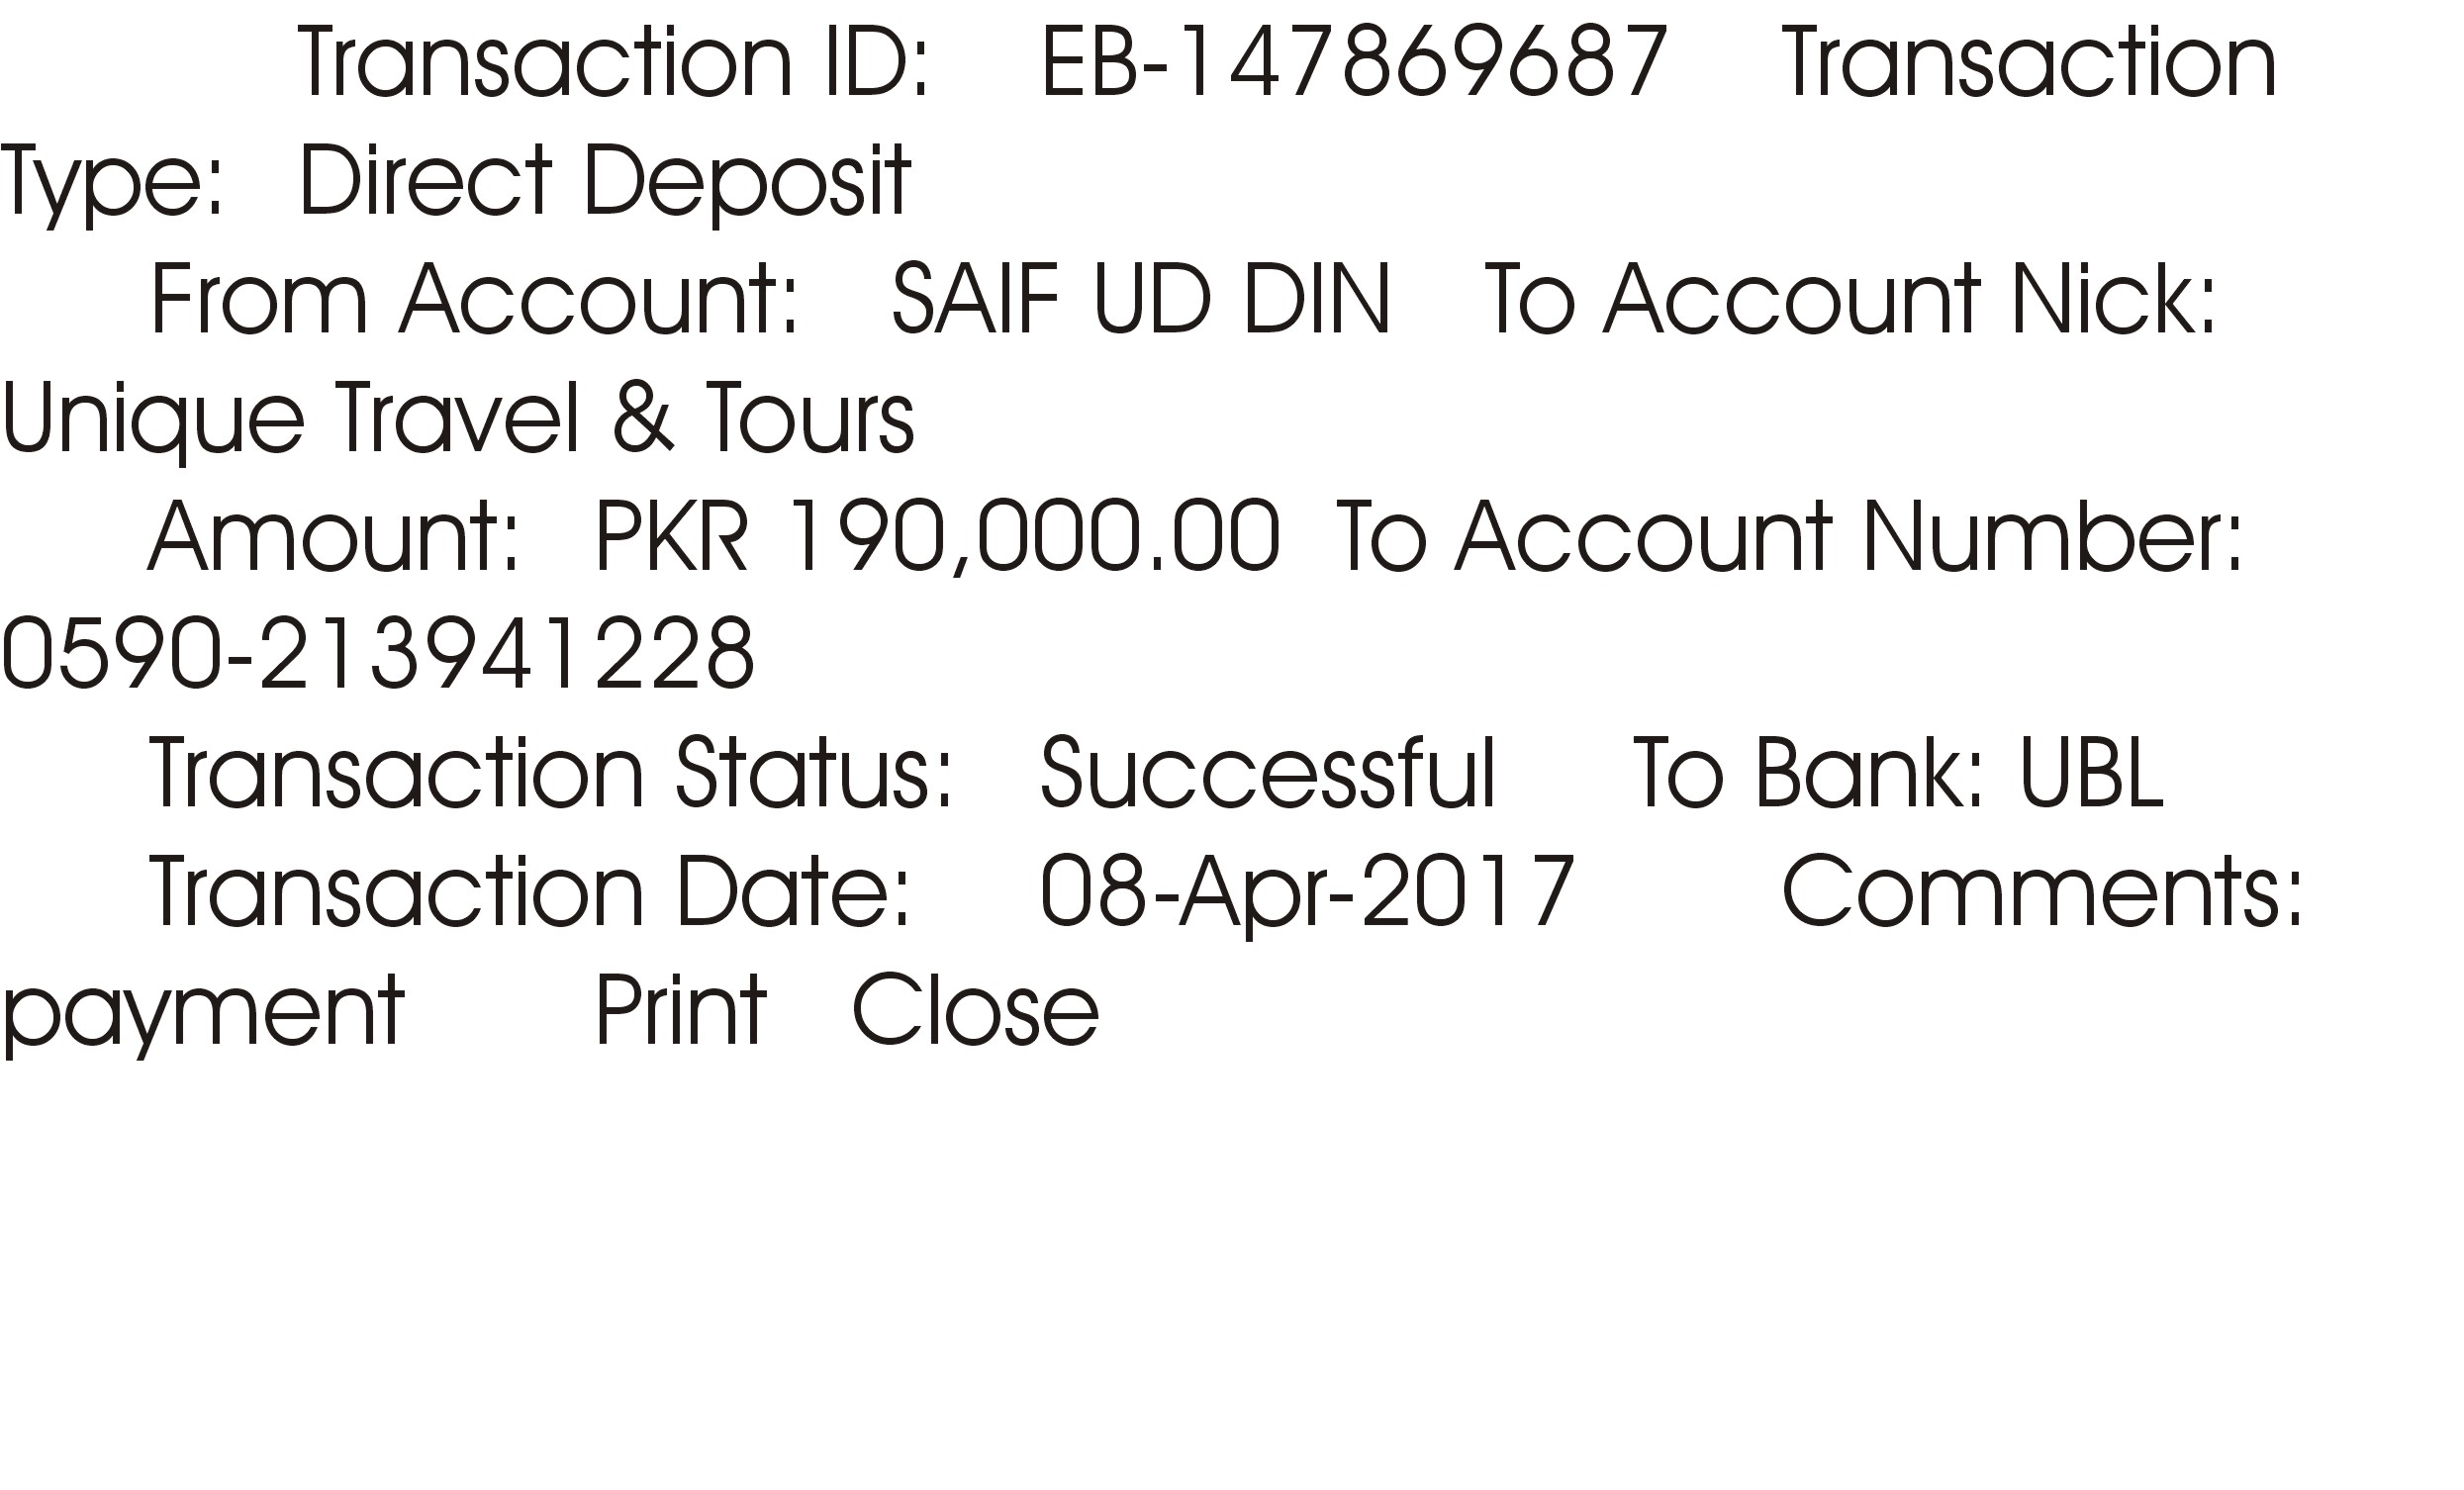 Transaction ID: EB-147869687 Transaction
Type: Direct Deposit
From Account: SAIF UD DIN To Account Nick:
Unique Travel & Tours
Amount: PKR 190,000.00 To Account Number:
0590-213941228
Transaction Status: Successful To Bank: UBL
Transaction Date: 08-Apr-2017 Comments:
payment Print Close